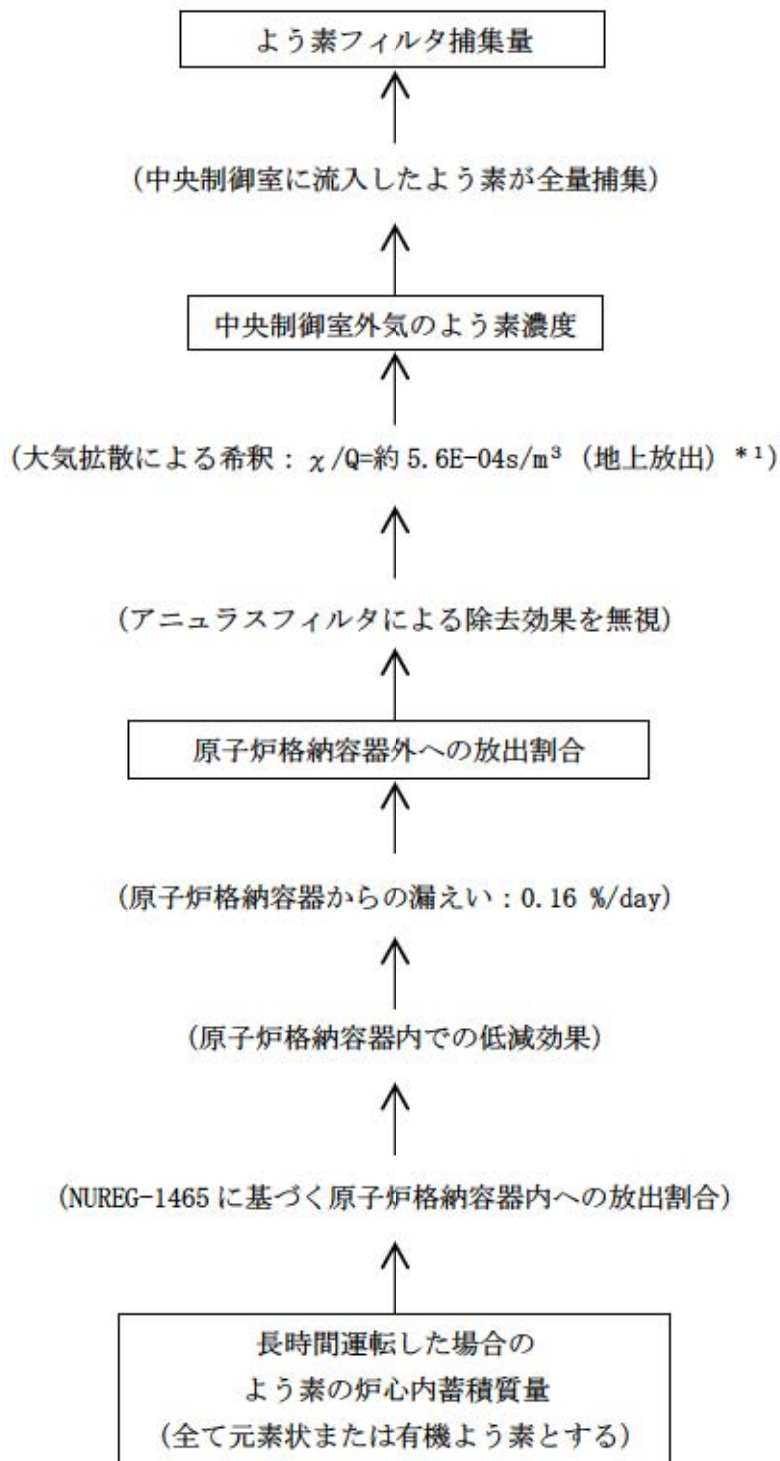 よう素フィルタ捕集量
(中央制御室に流入したよう素が全量捕集)
中央制御室外気のよう素濃度
(大気拡散による希釈：χ/Q=約 5.6E-04s/m³ (地上放出) *¹)
(アニュラスフィルタによる除去効果を無視)
原子炉格納容器外への放出割合
(原子炉格納容器からの漏えい：0.16 %/day)
(原子炉格納容器内での低減効果)
(NUREG-1465 に基づく原子炉格納容器内への放出割合)
長時間運転した場合の
よう素の炉心内蓄積質量
(全て元素状または有機よう素とする)